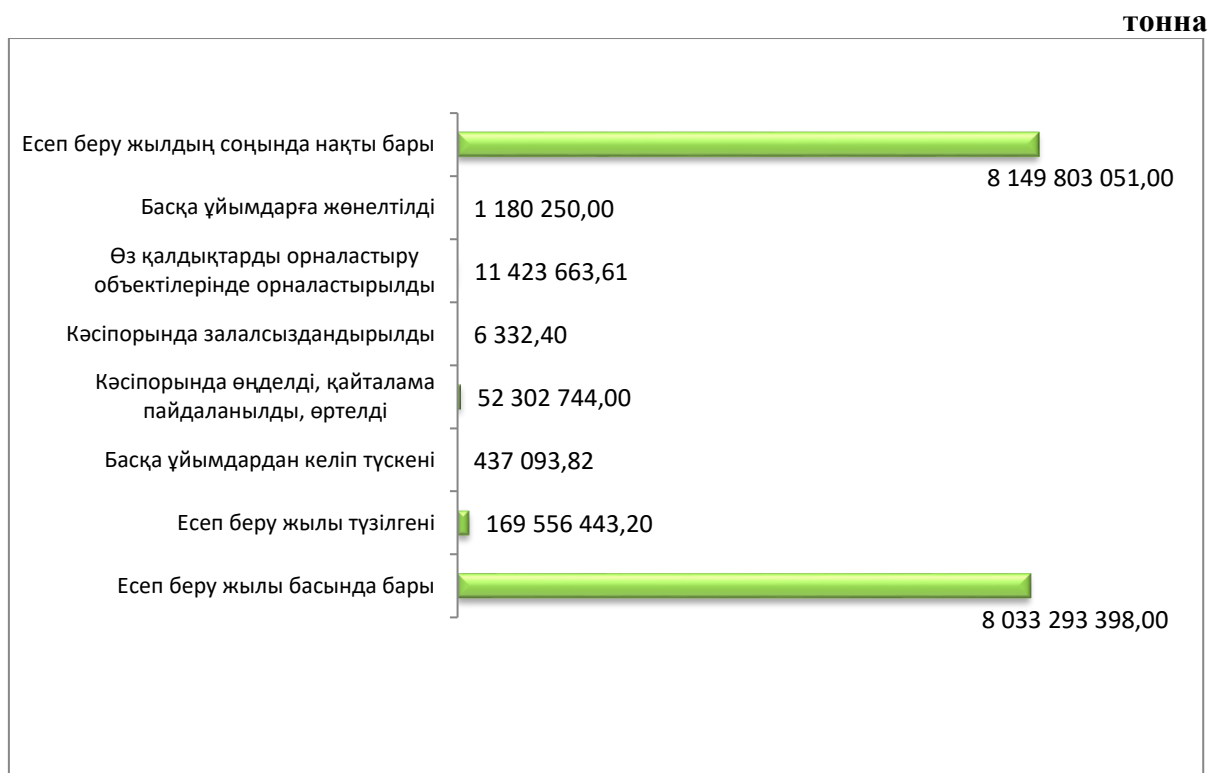 тонна
Есеп беру жылдың соңында нақты бары
8 149 803 051,00
Басқа ұйымдарға жөнелтілді
1 180 250,00
Өз қалдықтарды орналастыру
объектілерінде орналастырылды
11 423 663,61
Кәсіпорында залалсыздандырылды
6 332,40
Кәсіпорында өңделді, қайталама
пайдаланылды, өртелді
52 302 744,00
Басқа ұйымдардан келіп түскені
437 093,82
Есеп беру жылы түзілгені
169 556 443,20
Есеп беру жылы басында бары
8 033 293 398,00